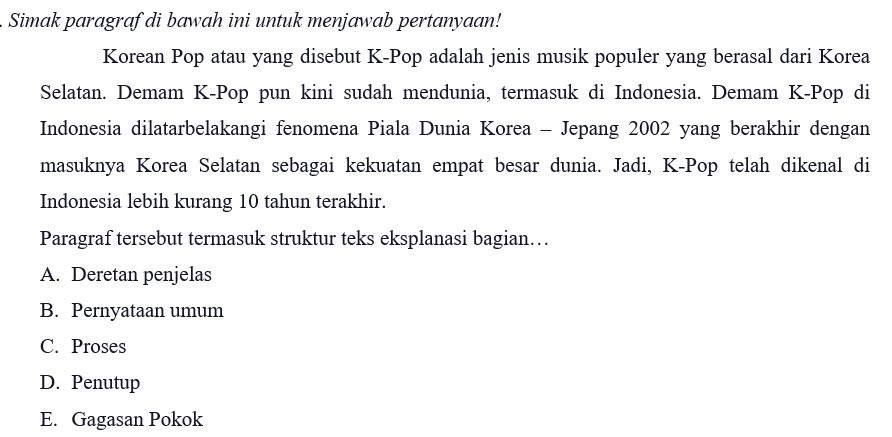 . Simak paragraf di bawah ini untuk menjawab pertanyaan!
Korean Pop atau yang disebut K-Pop adalah jenis musik populer yang berasal dari Korea
Selatan. Demam K-Pop pun kini sudah mendunia, termasuk di Indonesia. Demam K-Pop di
Indonesia dilatarbelakangi fenomena Piala Dunia Korea – Jepang 2002 yang berakhir dengan
masuknya Korea Selatan sebagai kekuatan empat besar dunia. Jadi, K-Pop telah dikenal di
Indonesia lebih kurang 10 tahun terakhir.
Paragraf tersebut termasuk struktur teks eksplanasi bagian…
A. Deretan penjelas
B. Pernyataan umum
C. Proses
D. Penutup
E. Gagasan Pokok